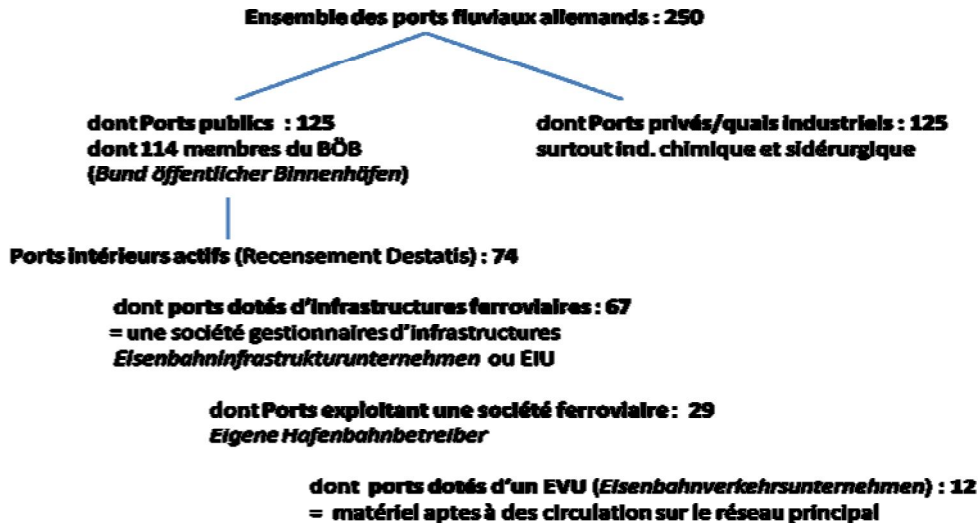 Ensemble des ports fluviaux allemands : 250
dont Ports publics : 125
dont 114 membres du BÖB
(Bund öffentlicher Binnenhäfen)
dont Ports privés/quais industriels : 125
surtout ind. chimique et sidérurgique
Ports intérieurs actifs (Recensement Destatis) : 74
dont ports dotés d'infrastructures ferroviaires : 67
= une société gestionnaires d'infrastructures
Eisenbahninfrastrukturunternehmen ou EIU
dont Ports exploitant une société ferroviaire : 29
Eigene Hafenbahnbetreiber
dont ports dotés d'un EVU (Eisenbahnverkehrsunternehmen) : 12
= matériel aptes à des circulation sur le réseau principal